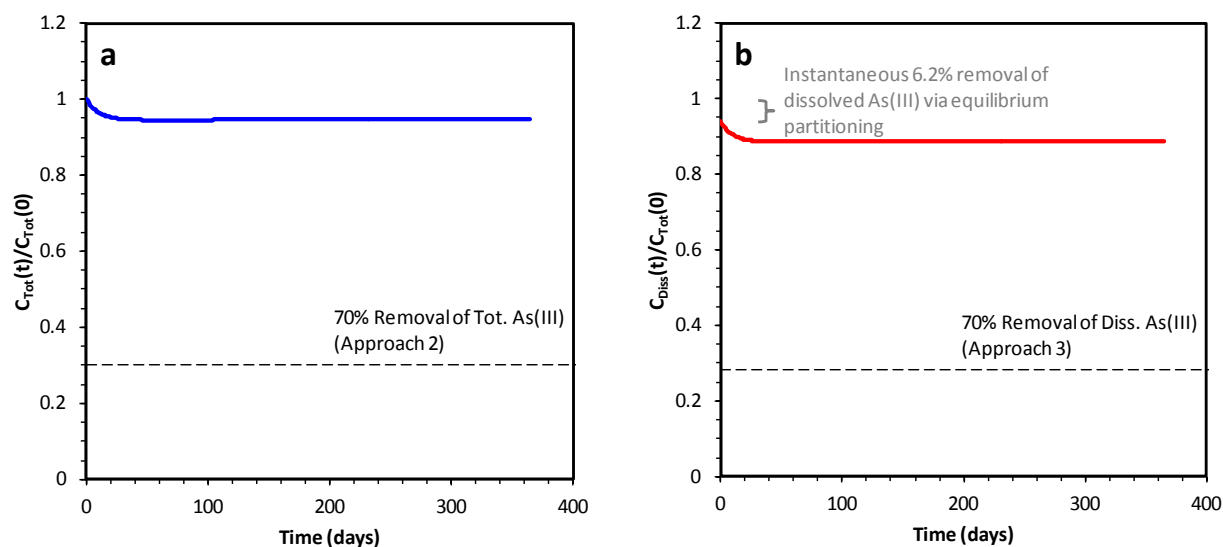 a
1.2
1
0.8
0.6
0.4
0.2
0
C_Tot(t)/C_Tot(0)
70% Removal of Tot. As(III)
(Approach 2)
0
100
200
300
400
Time (days)
b
Instantaneous 6.2% removal of
dissolved As(III) via equilibrium
partitioning
1.2
1
0.8
0.6
0.4
0.2
0
C_Diss(t)/C_Tot(0)
70% Removal of Diss. As(III)
(Approach 3)
0
100
200
300
400
Time (days)